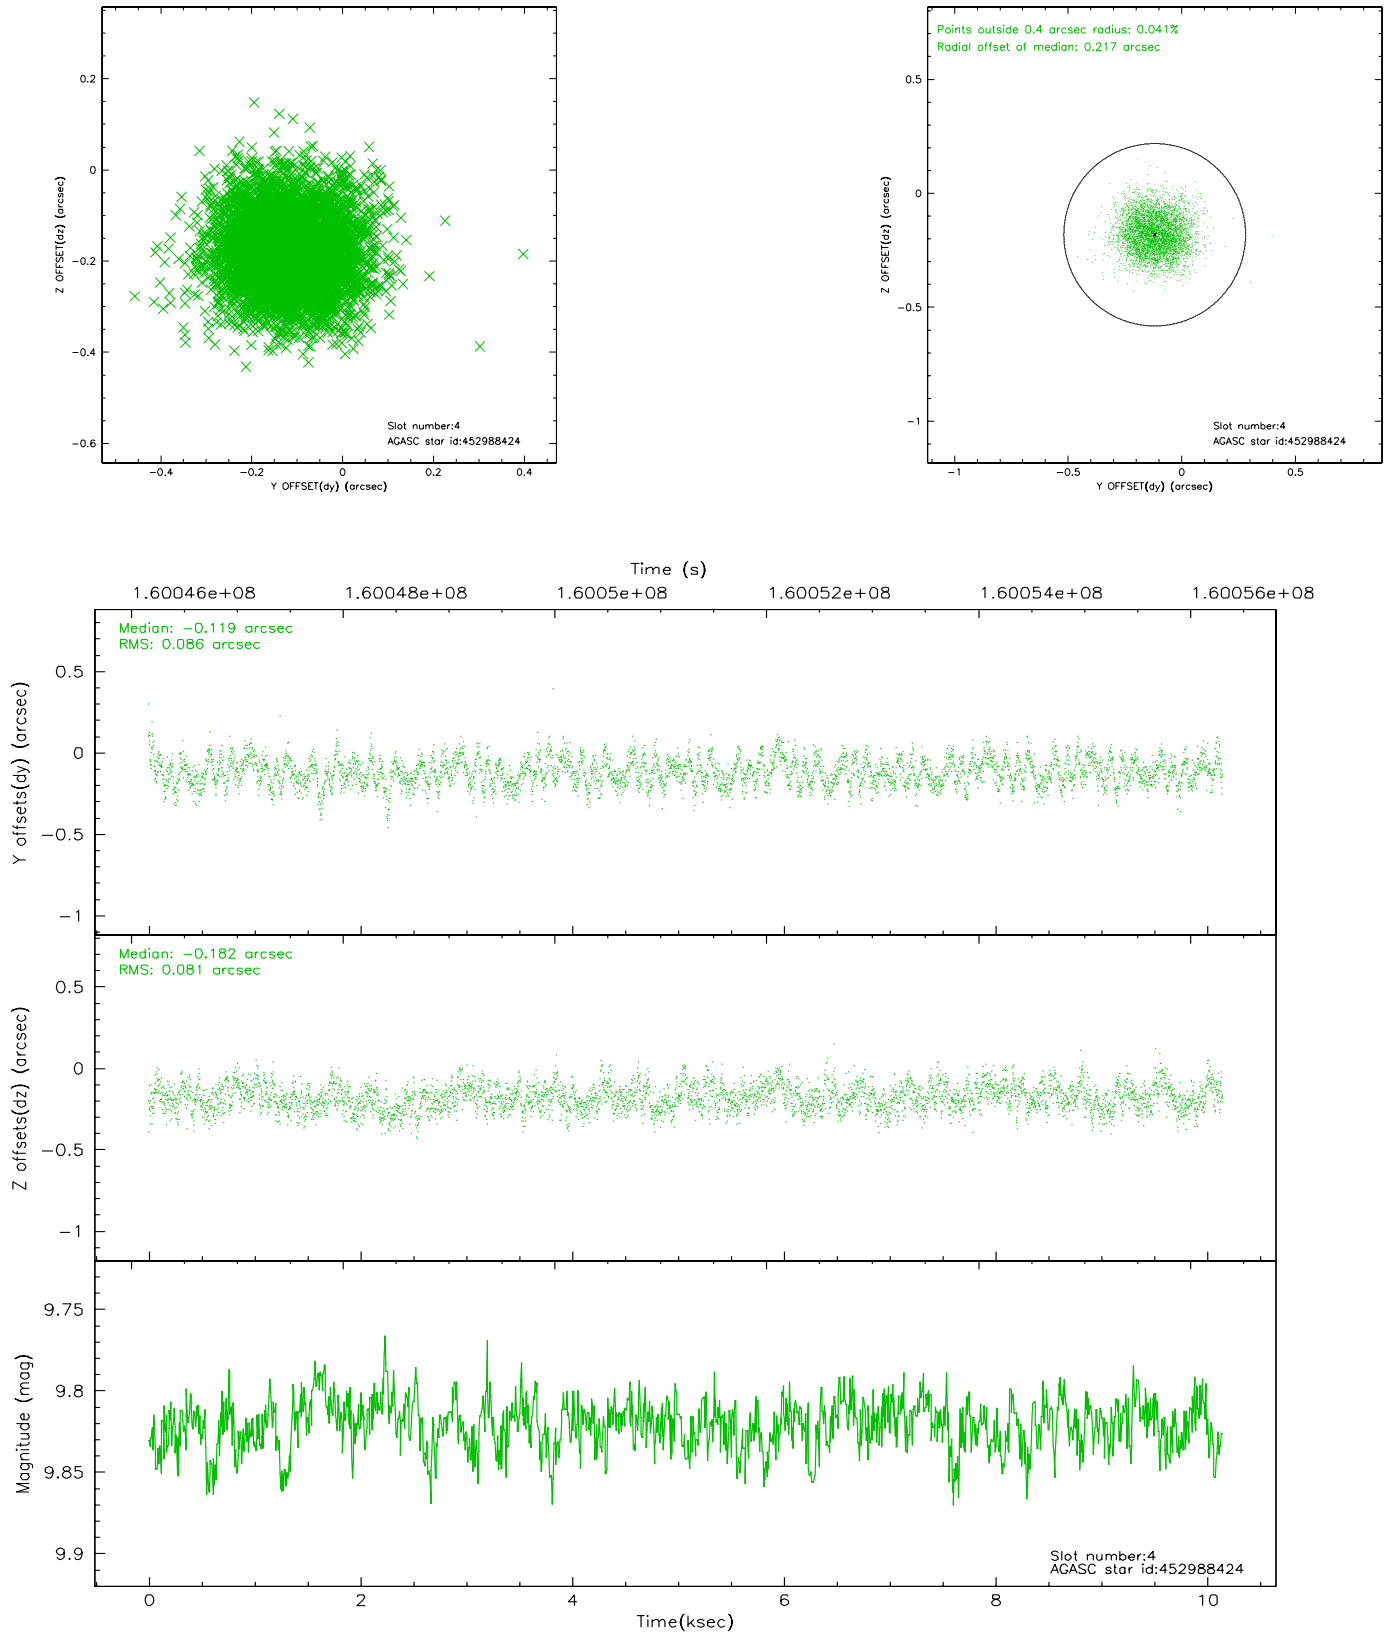 0.2
0
−0.2
−0.4
−0.6
Z OFFSET(dz) (arcsec)
Slot number:4
AGASC star id:452988424
−0.4 −0.2 0 0.2 0.4
Y OFFSET(dy) (arcsec)
Points outside 0.4 arcsec radius: 0.041%
Radial offset of median: 0.217 arcsec
0.5
0
−0.5
−1
Z OFFSET(dz) (arcsec)
Slot number:4
AGASC star id:452988424
−1 −0.5 0 0.5
Y OFFSET(dy) (arcsec)
Time (s)
1.60046e+08 1.60048e+08 1.6005e+08 1.60052e+08 1.60054e+08 1.60056e+08
Median: −0.119 arcsec
RMS: 0.086 arcsec
0.5
0
−0.5
−1
Y offsets(dy) (arcsec)
Median: −0.182 arcsec
RMS: 0.081 arcsec
0.5
0
−0.5
−1
Z offsets(dz) (arcsec)
9.75
9.8
9.85
9.9
Magnitude (mag)
Slot number:4
AGASC star id:452988424
0 2 4 6 8 10
Time(ksec)